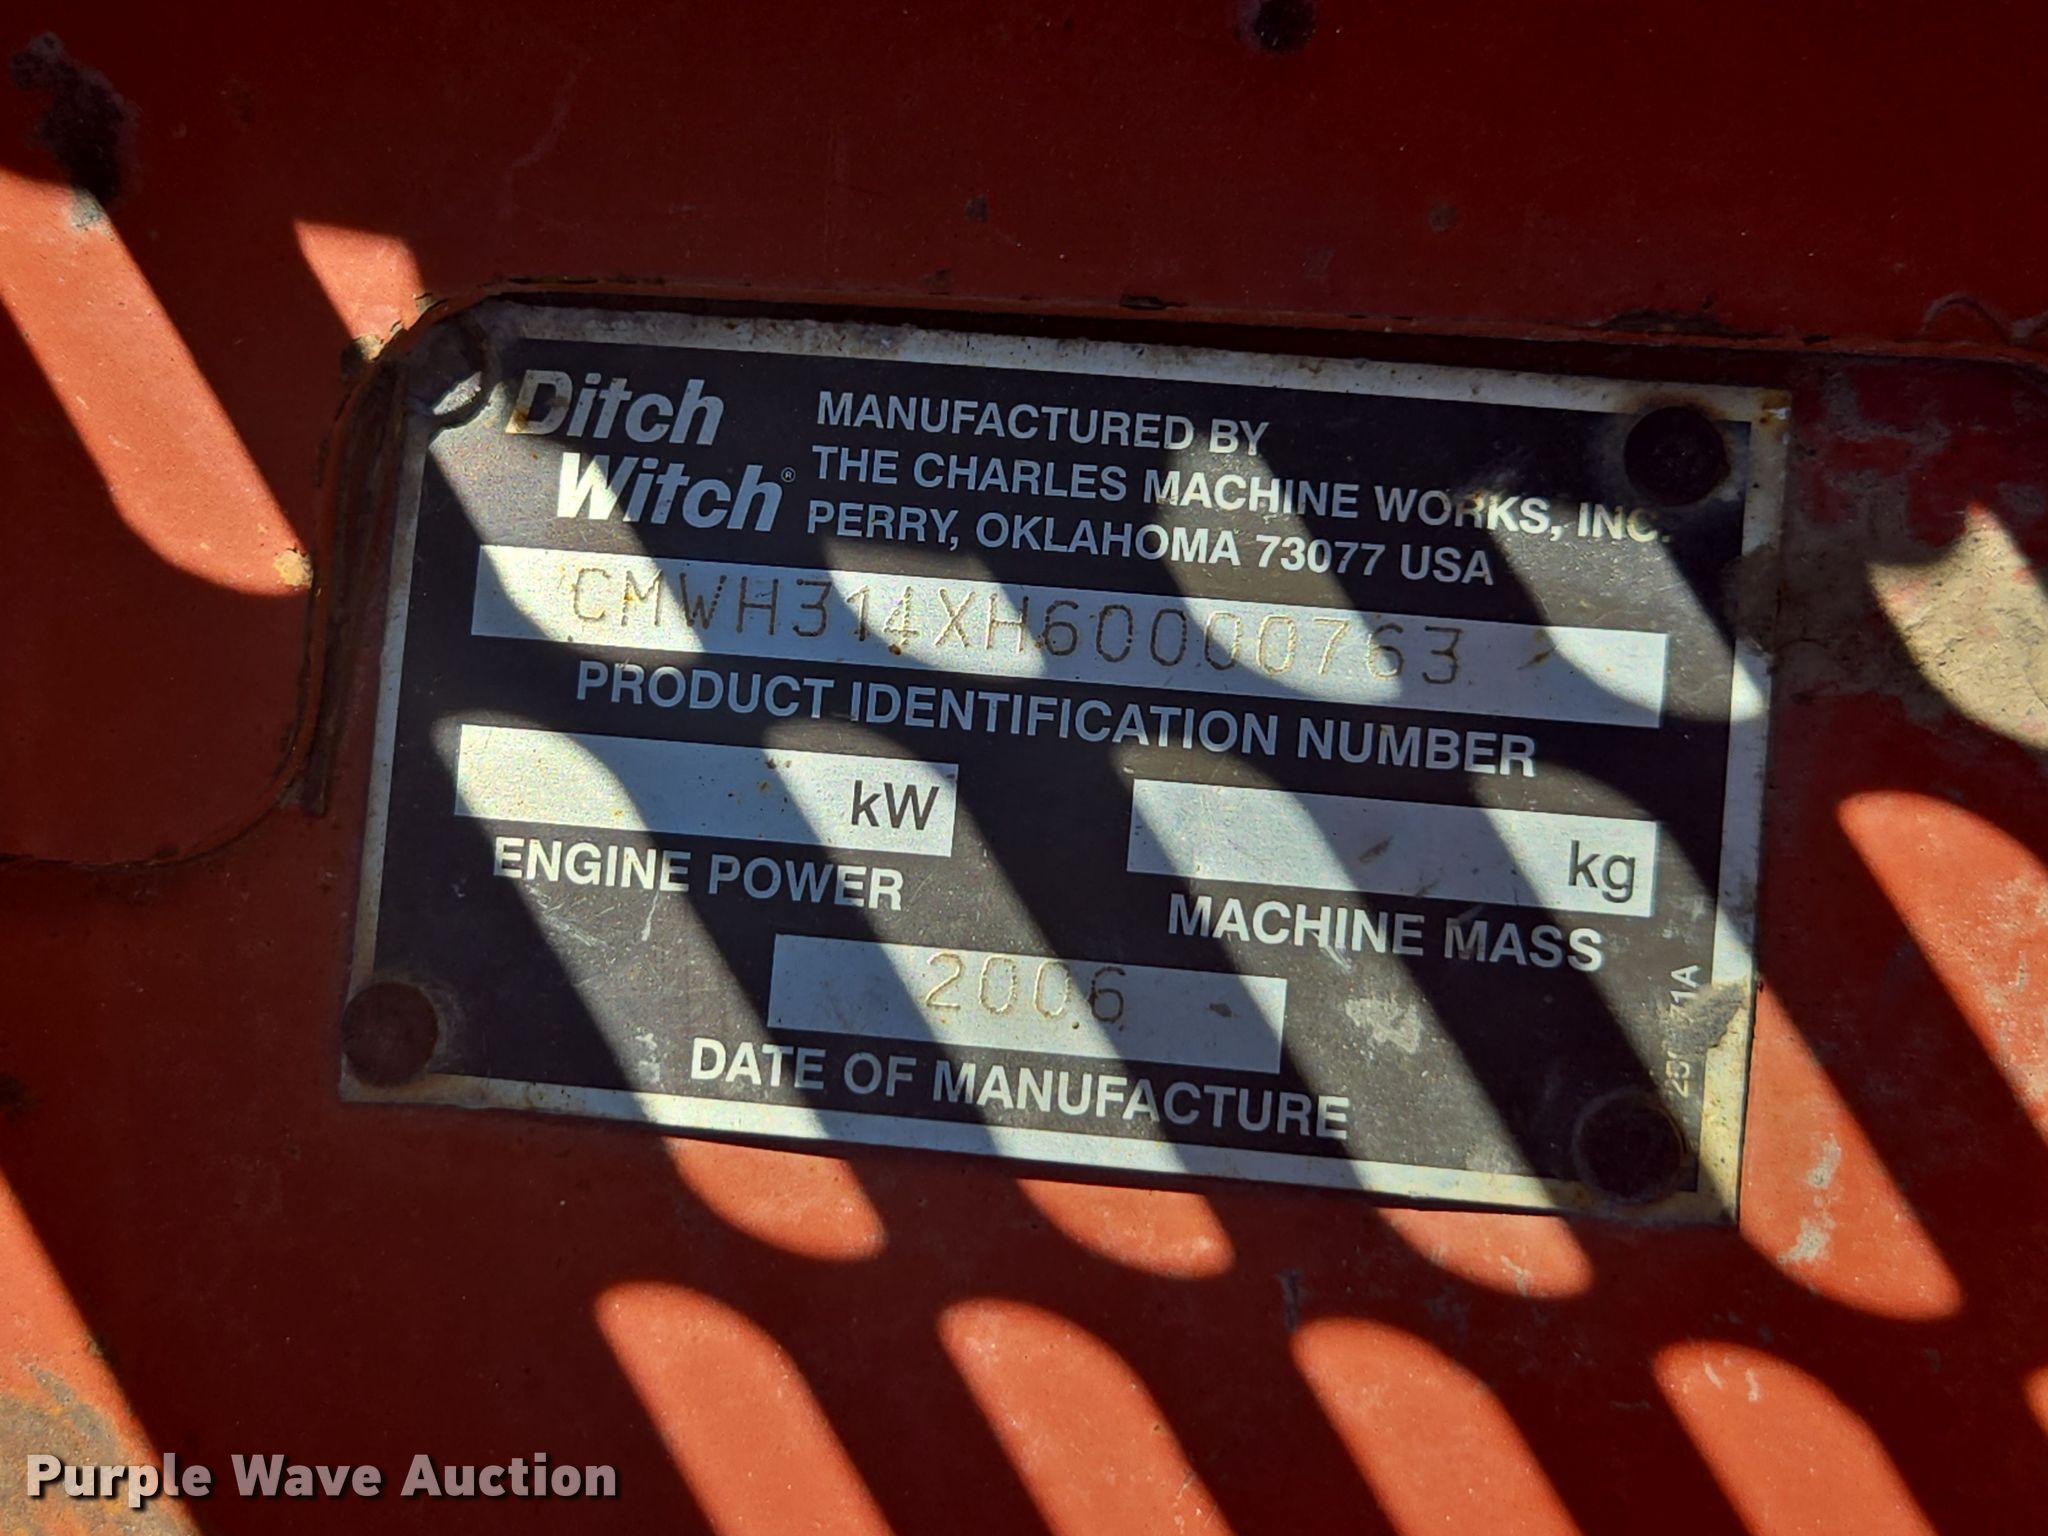 Ditch
Witch®
MANUFACTURED BY
THE CHARLES MACHINE WORKS, INC.
PERRY, OKLAHOMA 73077 USA
CMWH314XH60000763
PRODUCT IDENTIFICATION NUMBER
kW
ENGINE POWER
kg
MACHINE MASS
2006
DATE OF MANUFACTURE
Purple Wave Auction